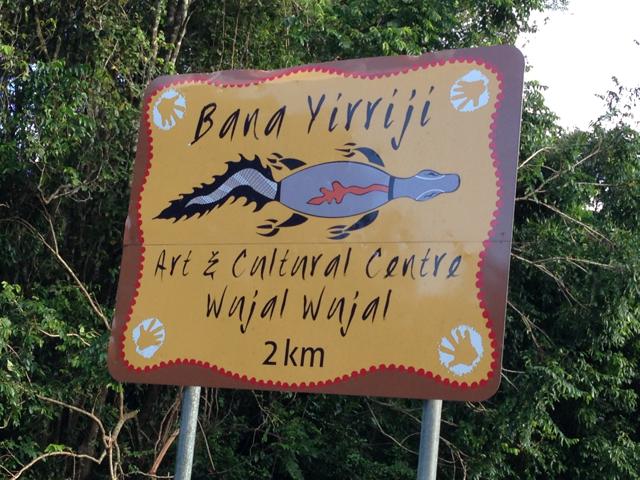 Bana Yirriji
Art & Cultural Centre
Wujal Wujal
2 km